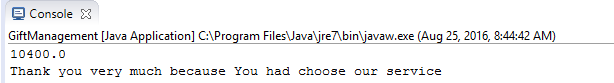 Console
GiftManagement [Java Application] C:\Program Files\Java\jre7\bin\javaw.exe (Aug 25, 2016, 8:44:42 AM)
10400.0
Thank you very much because You had choose our service